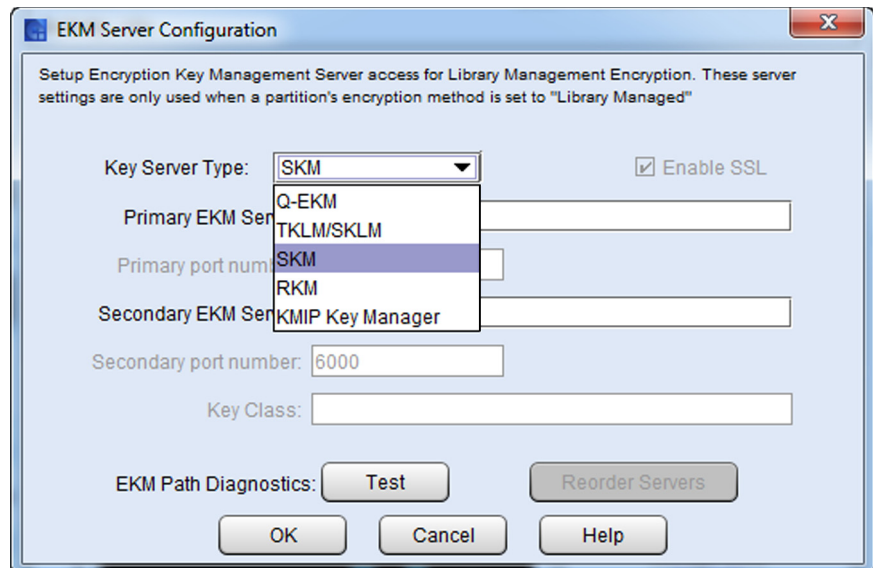 EKM Server Configuration
Setup Encryption Key Management Server access for Library Management Encryption. These server
settings are only used when a partition's encryption method is set to "Library Managed"
Key Server Type: SKM Enable SSL
Q-EKM
Primary EKM Ser
TKLM/SKLM
SKM
Primary port numb
RKM
Secondary EKM Ser
KMIP Key Manager
Secondary port number: 6000
Key Class:
EKM Path Diagnostics: Test Reorder Servers
OK Cancel Help